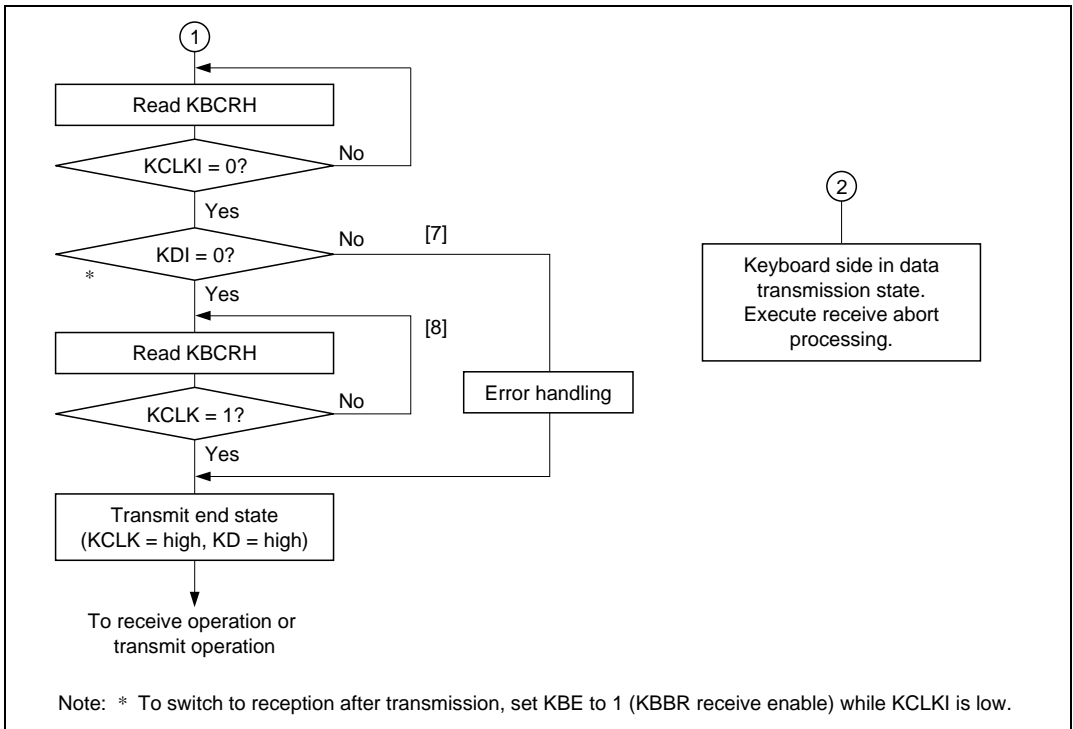 1
Read KBCRH
KCLKI = 0?
No
Yes
KDI = 0?
*
No
[7]
Yes
[8]
Read KBCRH
KCLK = 1?
No
Yes
Error handling
Transmit end state
(KCLK = high, KD = high)
To receive operation or
transmit operation
2
Keyboard side in data
transmission state.
Execute receive abort
processing.
Note: * To switch to reception after transmission, set KBE to 1 (KBBR receive enable) while KCLKI is low.